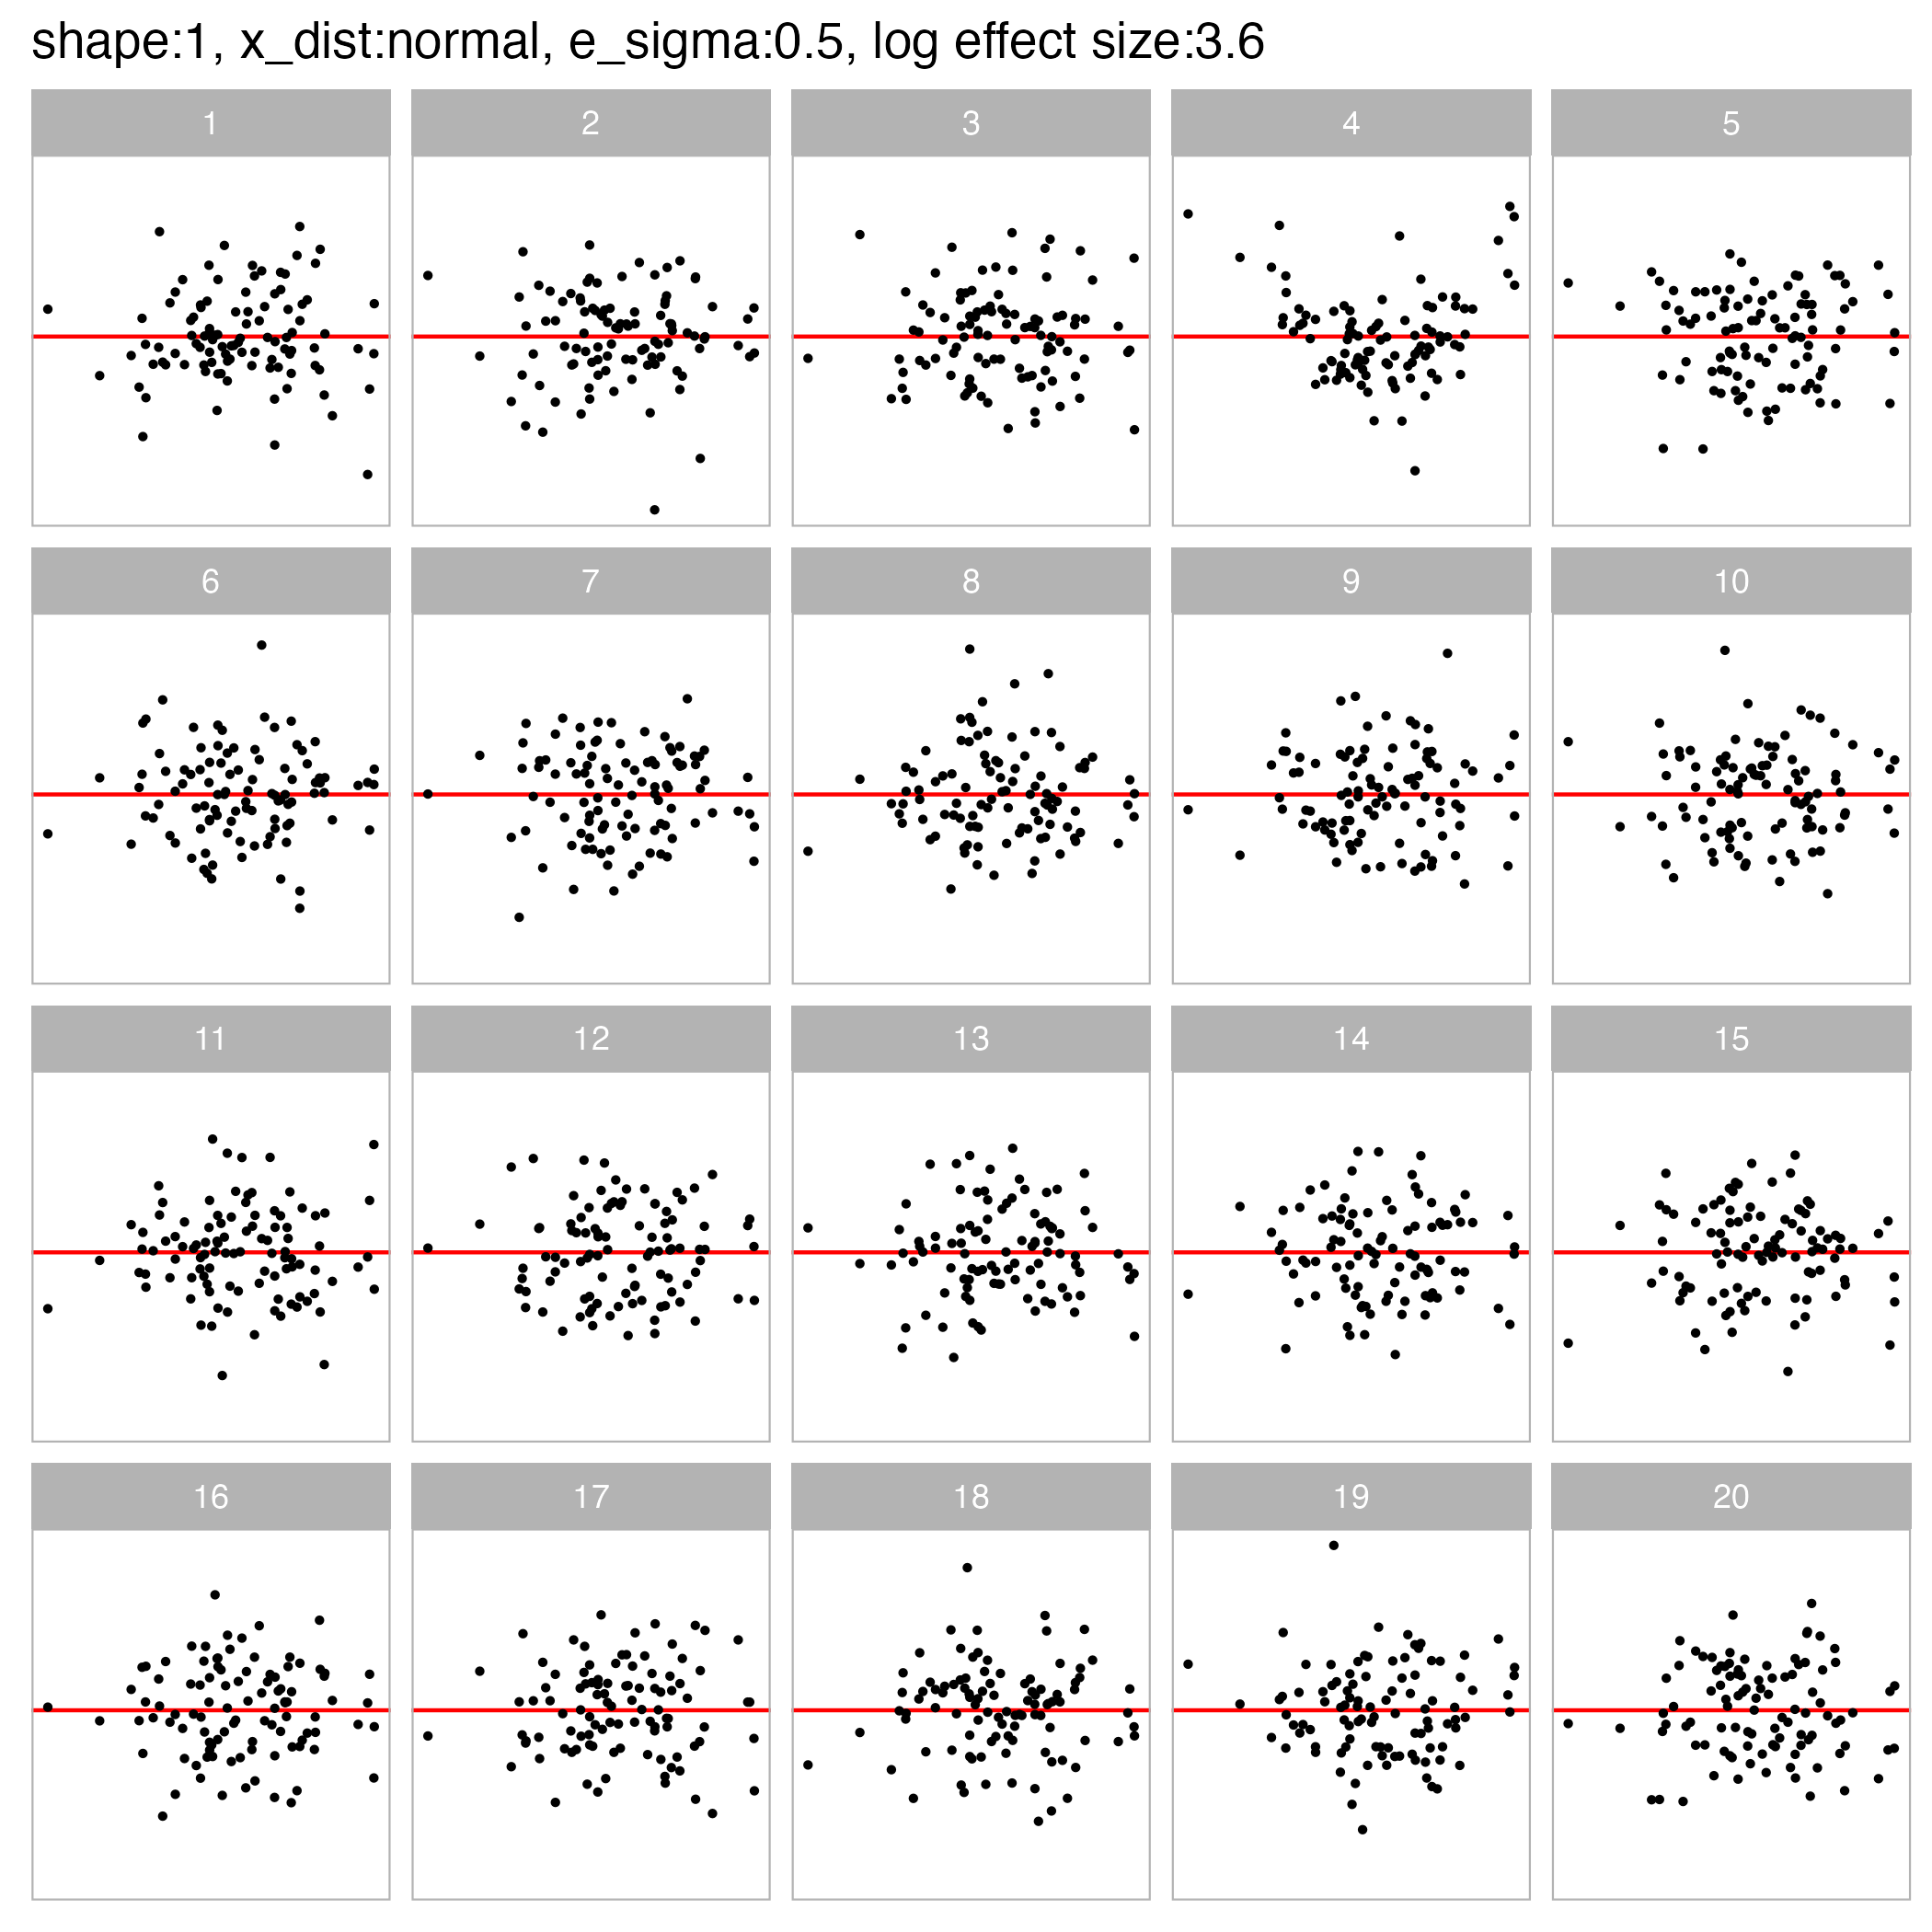 shape:1, x_dist:normal, e_sigma:0.5, log effect size:3.6
1 2 3 4 5
6 7 8 9 10
11 12 13 14 15
16 17 18 19 20